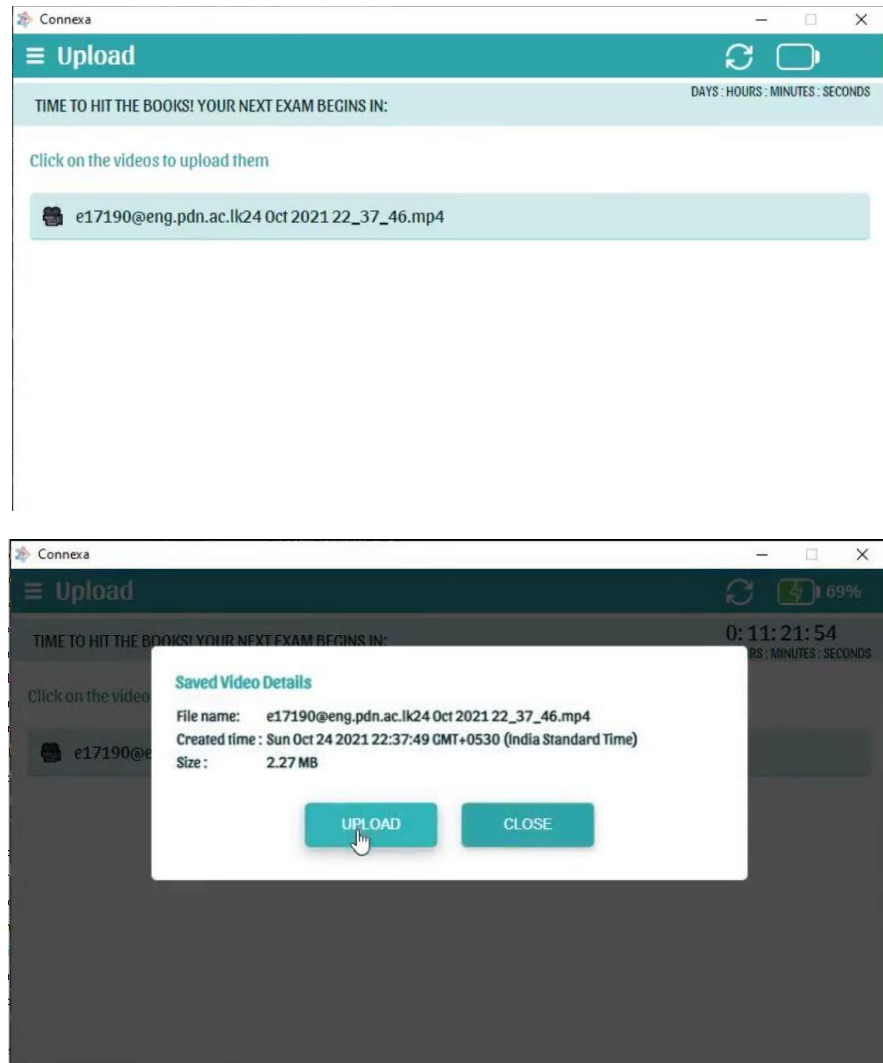 Connexa
Upload
TIME TO HIT THE BOOKS! YOUR NEXT EXAM BEGINS IN:
DAYS : HOURS : MINUTES : SECONDS
Click on the videos to upload them
e17190@eng.pdn.ac.lk24 Oct 2021 22_37_46.mp4
Connexa
Upload
69%
TIME TO HIT THE BOOKS! YOUR NEXT EXAM BEGINS IN:
0: 11: 21: 54
RS : MINUTES : SECONDS
Click on the video
Saved Video Details
File name: e17190@eng.pdn.ac.lk24 Oct 2021 22_37_46.mp4
Created time : Sun Oct 24 2021 22:37:49 GMT+0530 (India Standard Time)
e17190@e
Size : 2.27 MB
UPLOAD
CLOSE